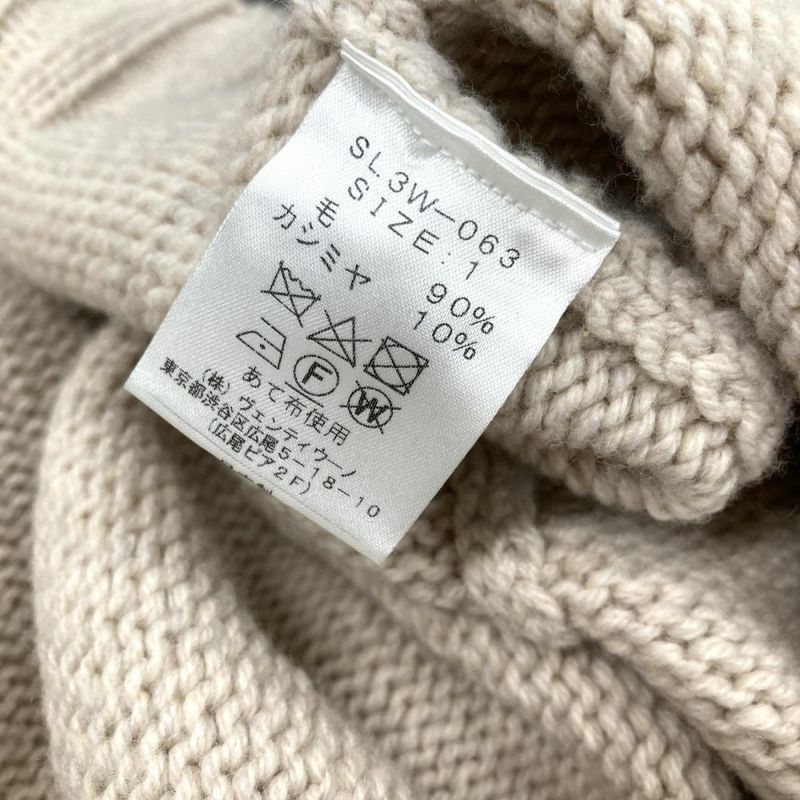 SL3W-063
SIZE:1
毛 90%
カシミヤ 10%
F W
あて布使用
(株)ヴェンティウーノ
東京都渋谷区広尾5-18-10
(広尾ピア2F)